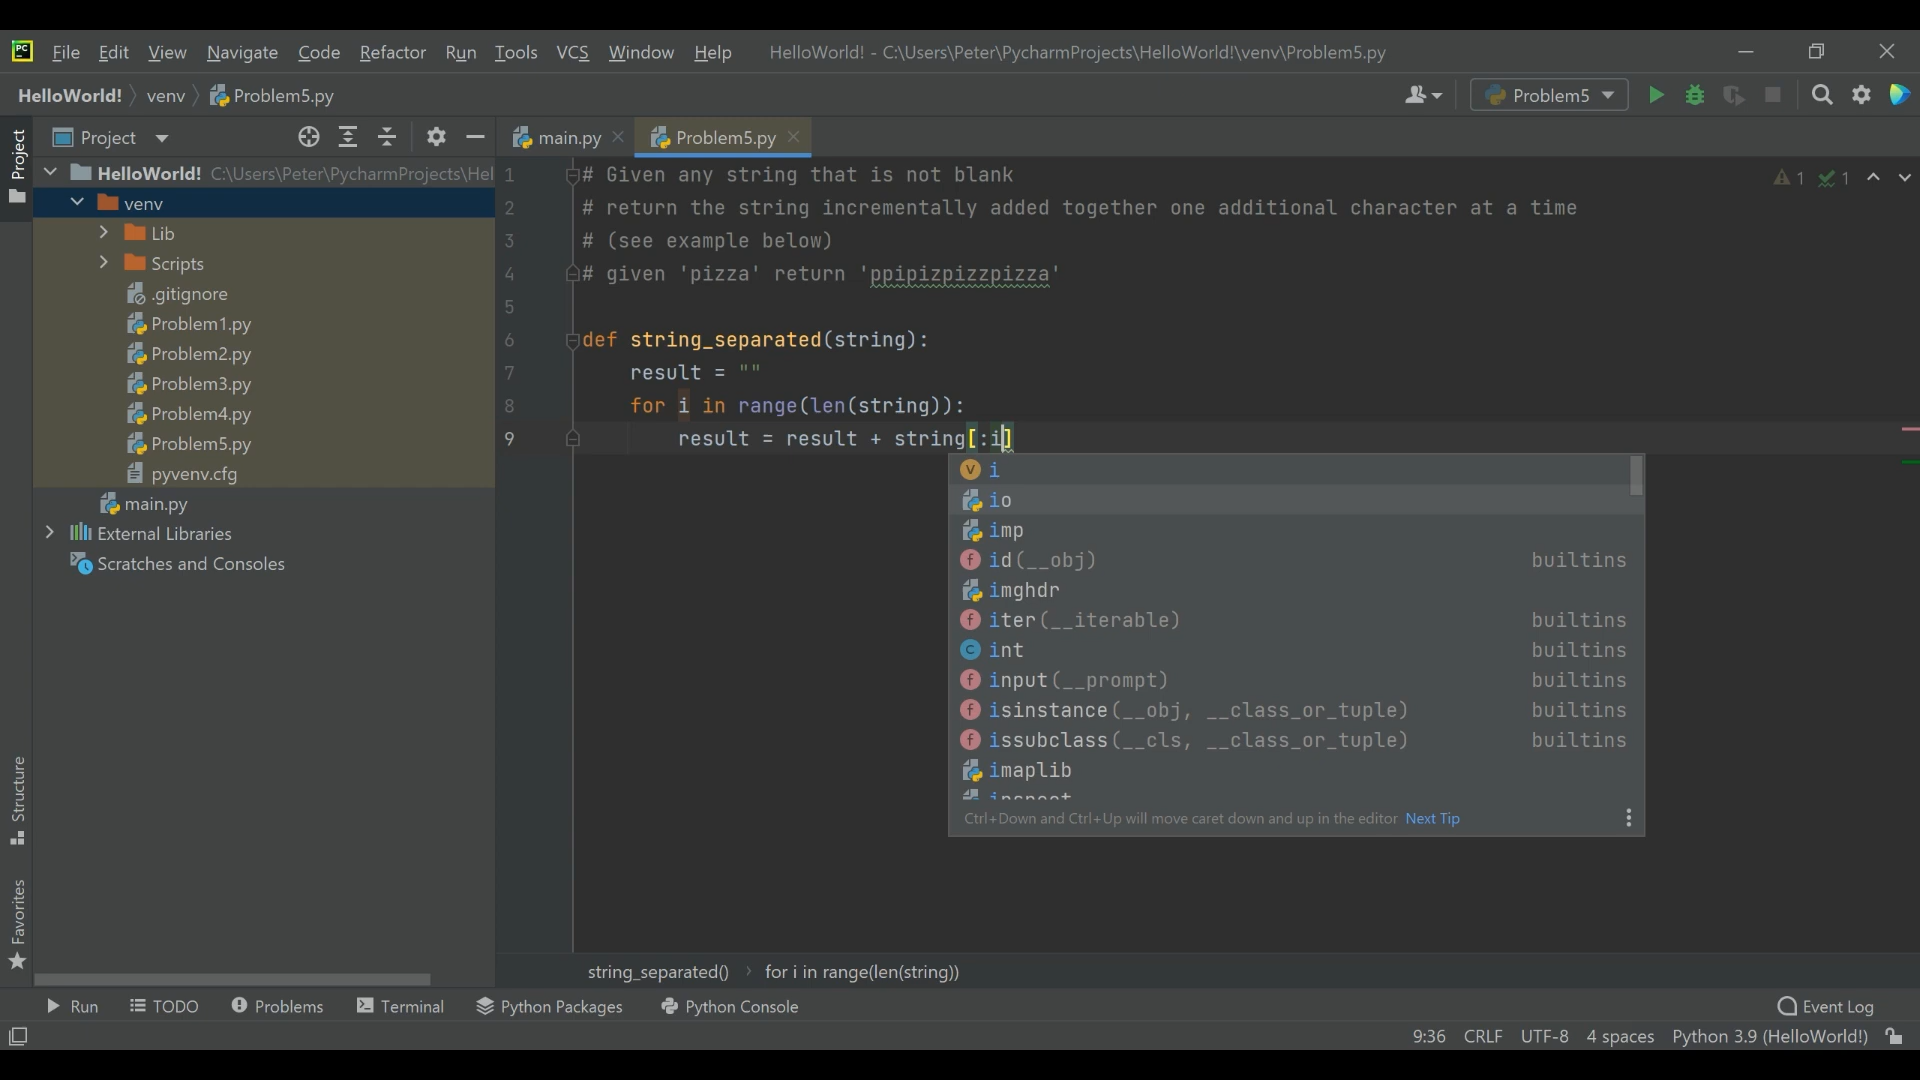 PC File Edit View Navigate Code Refactor Run Tools VCS Window Help HelloWorld! - C:\Users\Peter\PycharmProjects\HelloWorld!\venv\Problem5.py
HelloWorld! venv Problem5.py Problem5
Project
Project
main.py Problem5.py
HelloWorld! C:\Users\Peter\PycharmProjects\Hel
venv
Lib
Scripts
.gitignore
Problem1.py
Problem2.py
Problem3.py
Problem4.py
Problem5.py
pyvenv.cfg
main.py
External Libraries
Scratches and Consoles
1 # Given any string that is not blank
2 # return the string incrementally added together one additional character at a time
3 # (see example below)
4 # given 'pizza' return 'ppipizpizzpizza'
5
6 def string_separated(string):
7 result = ""
8 for i in range(len(string)):
9 result = result + string[:i]
1 1
i
io
imp
id(__obj) builtins
imghdr
iter(__iterable) builtins
int builtins
input(__prompt) builtins
isinstance(__obj, __class_or_tuple) builtins
issubclass(__cls, __class_or_tuple) builtins
imaplib
Ctrl+Down and Ctrl+Up will move caret down and up in the editor Next Tip
Structure
Favorites
string_separated() for i in range(len(string))
Run TODO Problems Terminal Python Packages Python Console Event Log
9:36 CRLF UTF-8 4 spaces Python 3.9 (HelloWorld!)